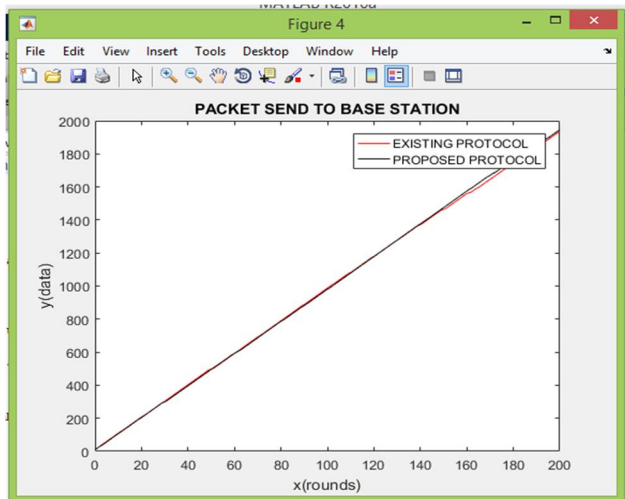 Figure 4
File Edit View Insert Tools Desktop Window Help
PACKET SEND TO BASE STATION
EXISTING PROTOCOL
PROPOSED PROTOCOL
2000
1800
1600
1400
1200
1000
800
600
400
200
0
y(data)
0 20 40 60 80 100 120 140 160 180 200
x(rounds)